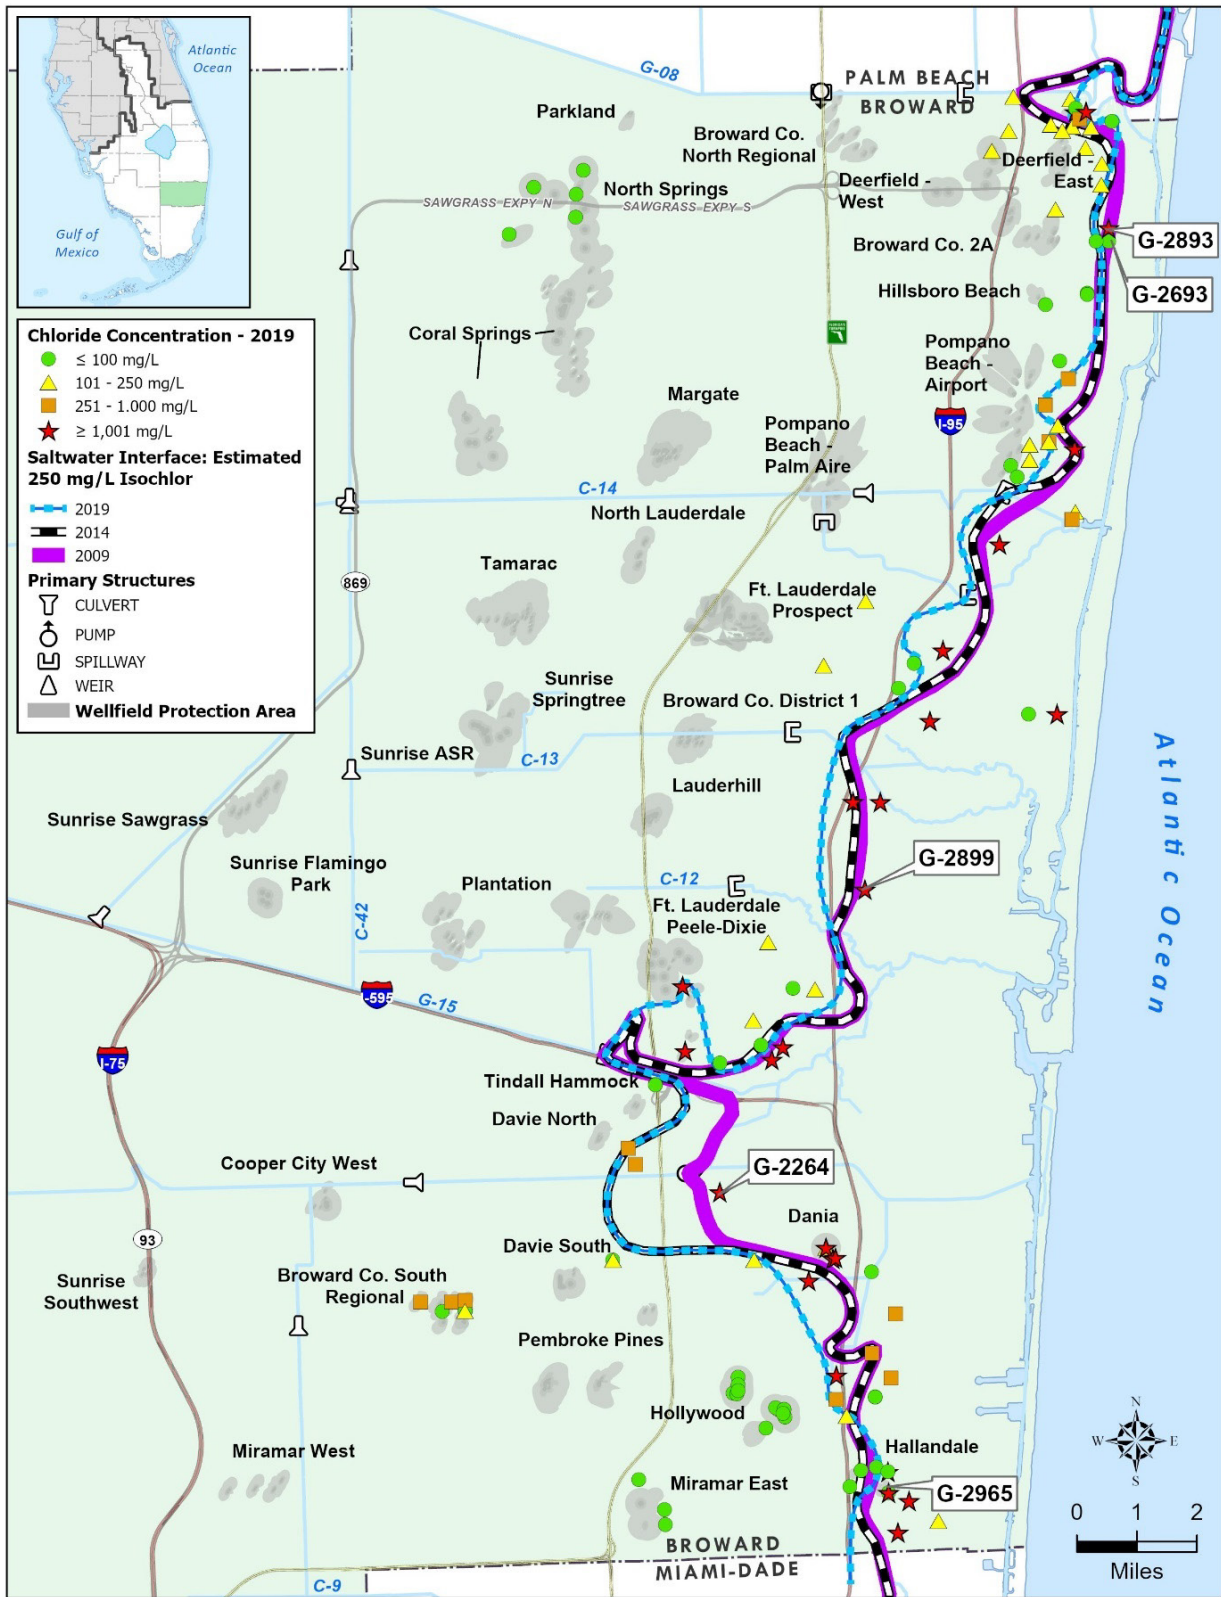 Atlantic
Ocean
Gulf of
Mexico
Chloride Concentration - 2019
≤ 100 mg/L
101 - 250 mg/L
251 - 1.000 mg/L
≥ 1,001 mg/L
Saltwater Interface: Estimated
250 mg/L Isochlor
2019
2014
2009
Primary Structures
CULVERT
PUMP
SPILLWAY
WEIR
Wellfield Protection Area
G-08
PALM BEACH
BROWARD
Parkland
Broward Co.
North Regional
North Springs
Deerfield -
East
Deerfield -
West
SAWGRASS EXPY N
SAWGRASS EXPY S
Broward Co. 2A
G-2893
G-2693
Hillsboro Beach
Coral Springs
Pompano
Beach -
Airport
Margate
I-95
Pompano
Beach -
Palm Aire
C-14
North Lauderdale
Tamarac
869
Ft. Lauderdale
Prospect
Sunrise
Springtree
Broward Co. District 1
Sunrise ASR
C-13
Lauderhill
Atlantic Ocean
Sunrise Sawgrass
G-2899
Sunrise Flamingo
Park
Plantation
C-12
C-42
Ft. Lauderdale
Peele-Dixie
I-595
G-15
I-75
Tindall Hammock
Davie North
Cooper City West
G-2264
93
Dania
Davie South
Sunrise
Southwest
Broward Co. South
Regional
Pembroke Pines
Hollywood
N
W
E
S
Miramar West
Hallandale
Miramar East
G-2965
0 1 2
Miles
BROWARD
MIAMI-DADE
C-9